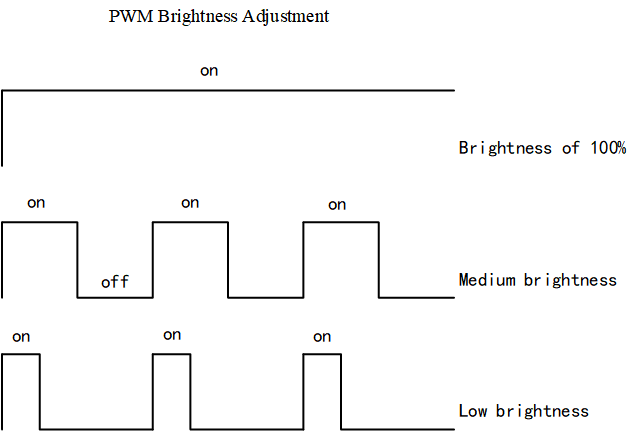 PWM Brightness Adjustment
on
Brightness of 100%
on on on
off
Medium brightness
on on on
Low brightness